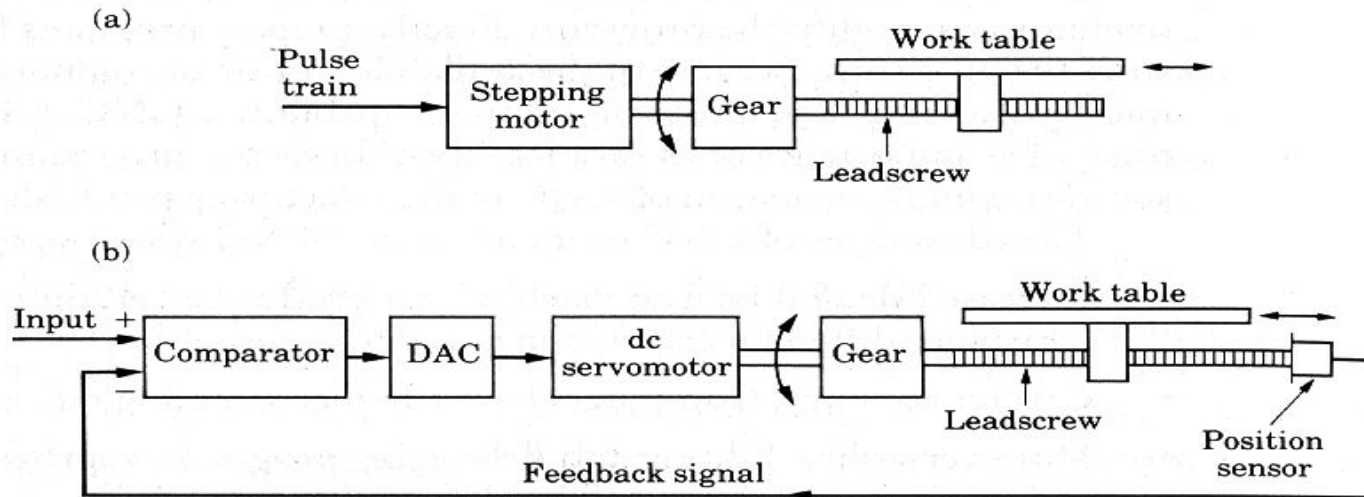 (a)
Pulse
train
Stepping
motor
Gear
Work table
Leadscrew
(b)
Input +
−
Comparator
DAC
dc
servomotor
Gear
Work table
Leadscrew
Position
sensor
Feedback signal